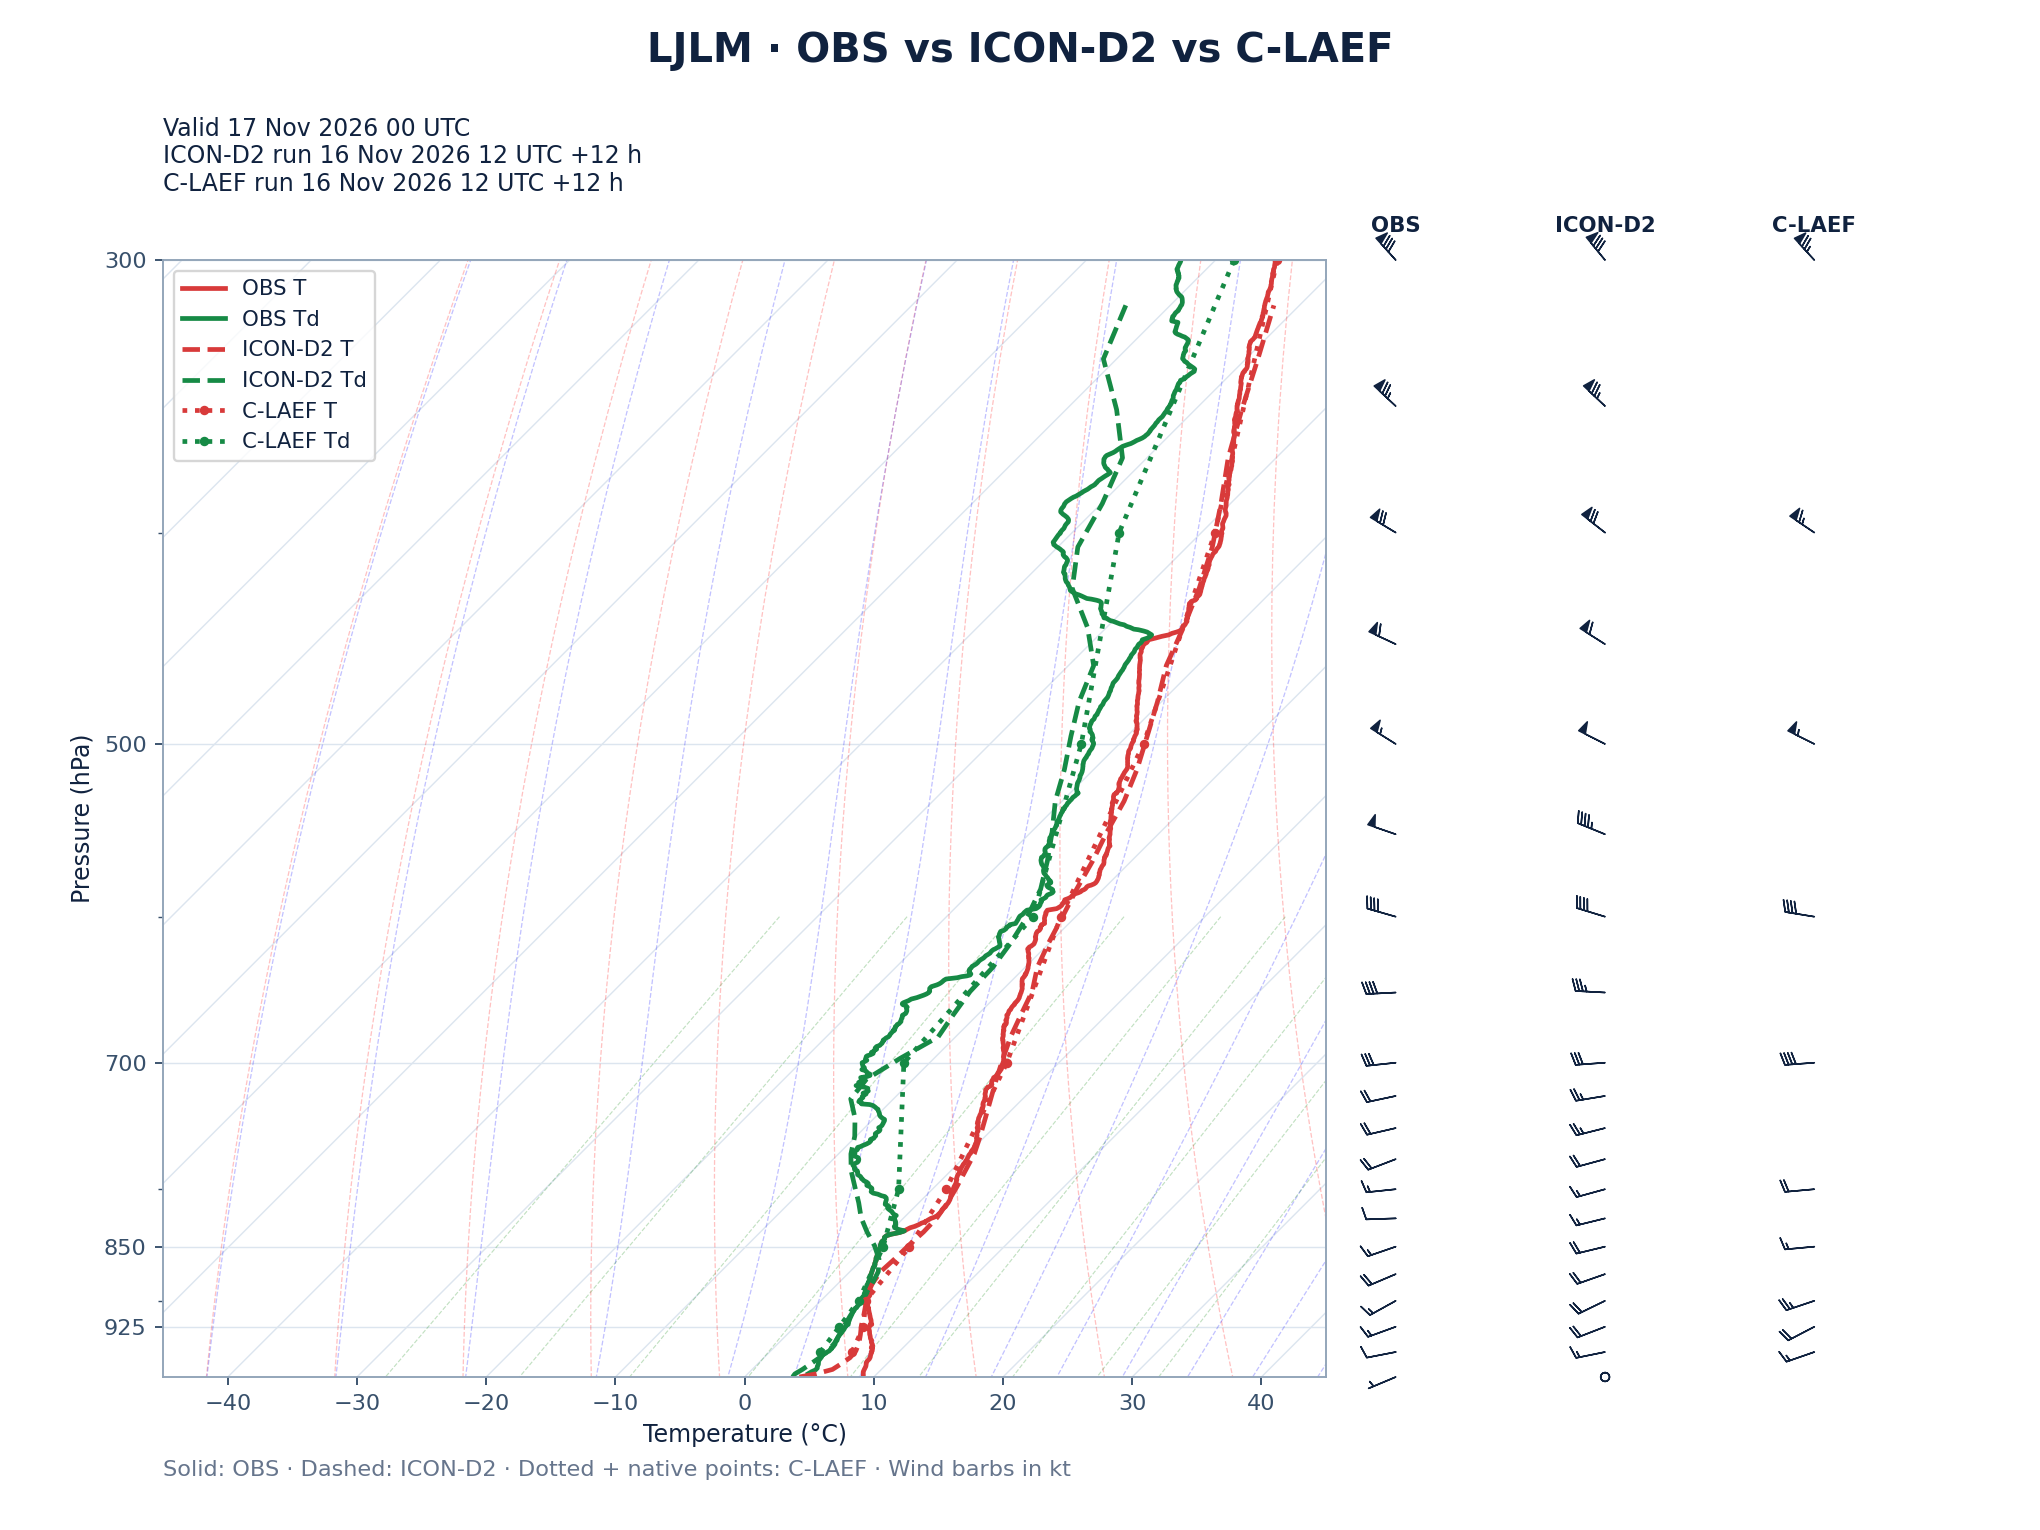 LJLM · OBS vs ICON-D2 vs C-LAEF
Valid 17 Nov 2026 00 UTC
ICON-D2 run 16 Nov 2026 12 UTC +12 h
C-LAEF run 16 Nov 2026 12 UTC +12 h
OBS ICON-D2 C-LAEF
300
OBS T
OBS Td
ICON-D2 T
ICON-D2 Td
C-LAEF T
C-LAEF Td
500
700
850
925
Pressure (hPa)
−40 −30 −20 −10 0 10 20 30 40
Temperature (°C)
Solid: OBS · Dashed: ICON-D2 · Dotted + native points: C-LAEF · Wind barbs in kt